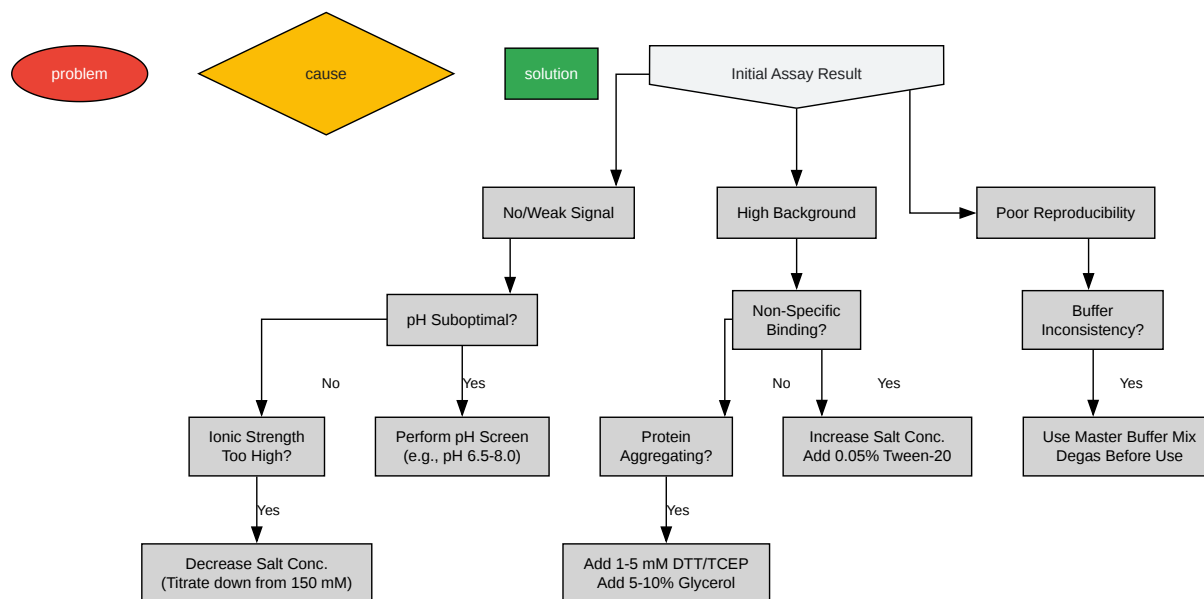 problem
cause
solution
Initial Assay Result
No/Weak Signal
High Background
Poor Reproducibility
pH Suboptimal?
Non-Specific
Binding?
Buffer
Inconsistency?
No
Yes
No
Yes
Yes
Ionic Strength
Too High?
Perform pH Screen
(e.g., pH 6.5-8.0)
Protein
Aggregating?
Increase Salt Conc.
Add 0.05% Tween-20
Use Master Buffer Mix
Degas Before Use
Yes
Yes
Decrease Salt Conc.
(Titrate down from 150 mM)
Add 1-5 mM DTT/TCEP
Add 5-10% Glycerol